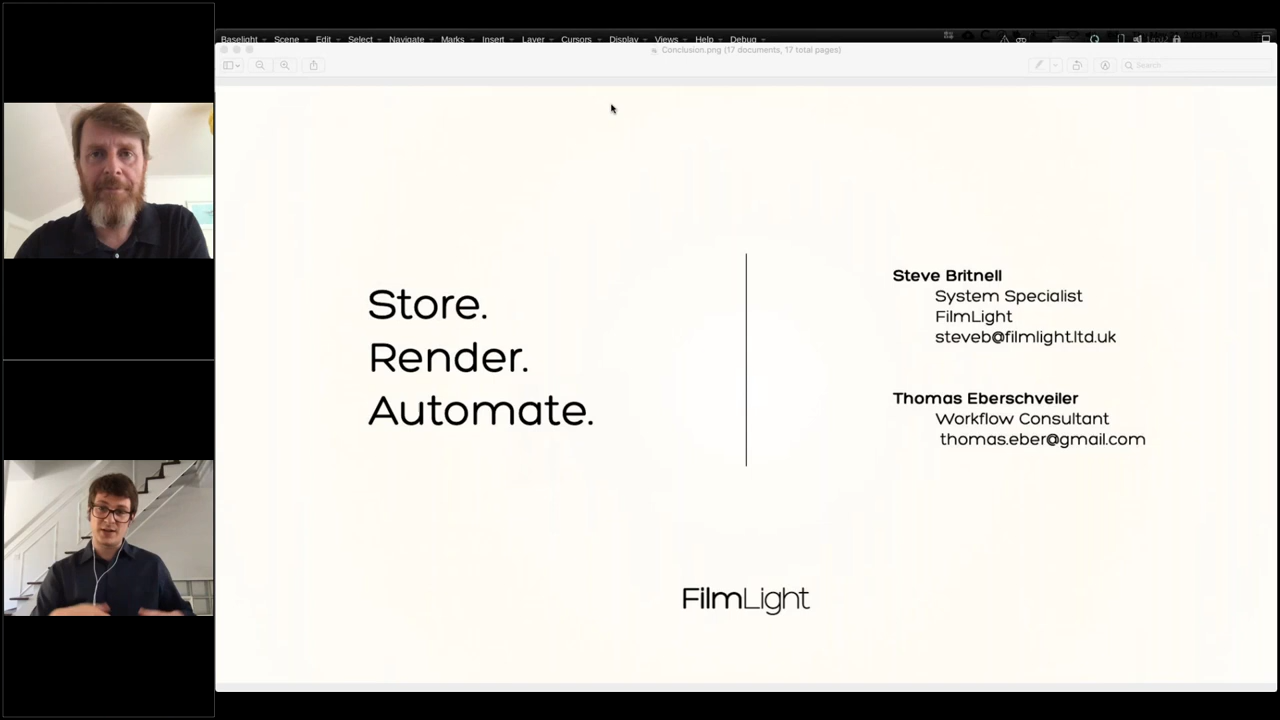 Baselight Scene Edit Select Navigate Marks Insert Layer Cursors Display Views Help Debug
Conclusion.png (17 documents, 17 total pages)
Search
Store.
Render.
Automate.
Steve Britnell
System Specialist
FilmLight
steveb@filmlight.ltd.uk
Thomas Eberschveiler
Workflow Consultant
thomas.eber@gmail.com
FilmLight